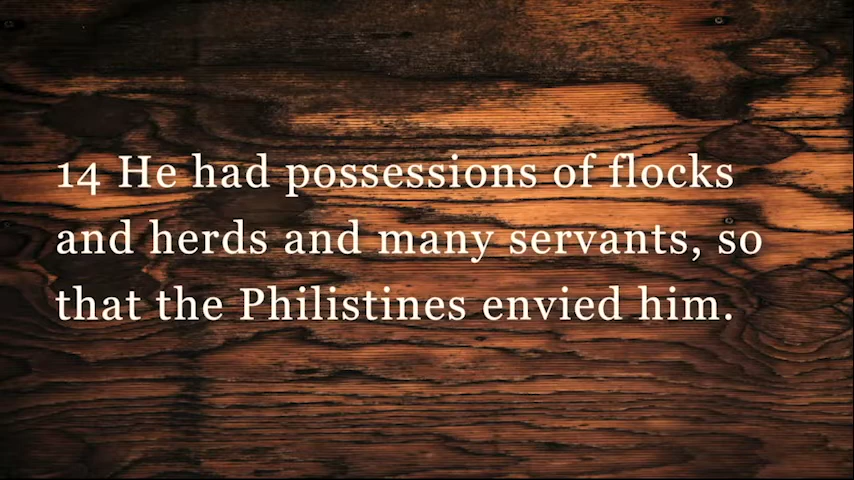 14 He had possessions of flocks
and herds and many servants, so
that the Philistines envied him.